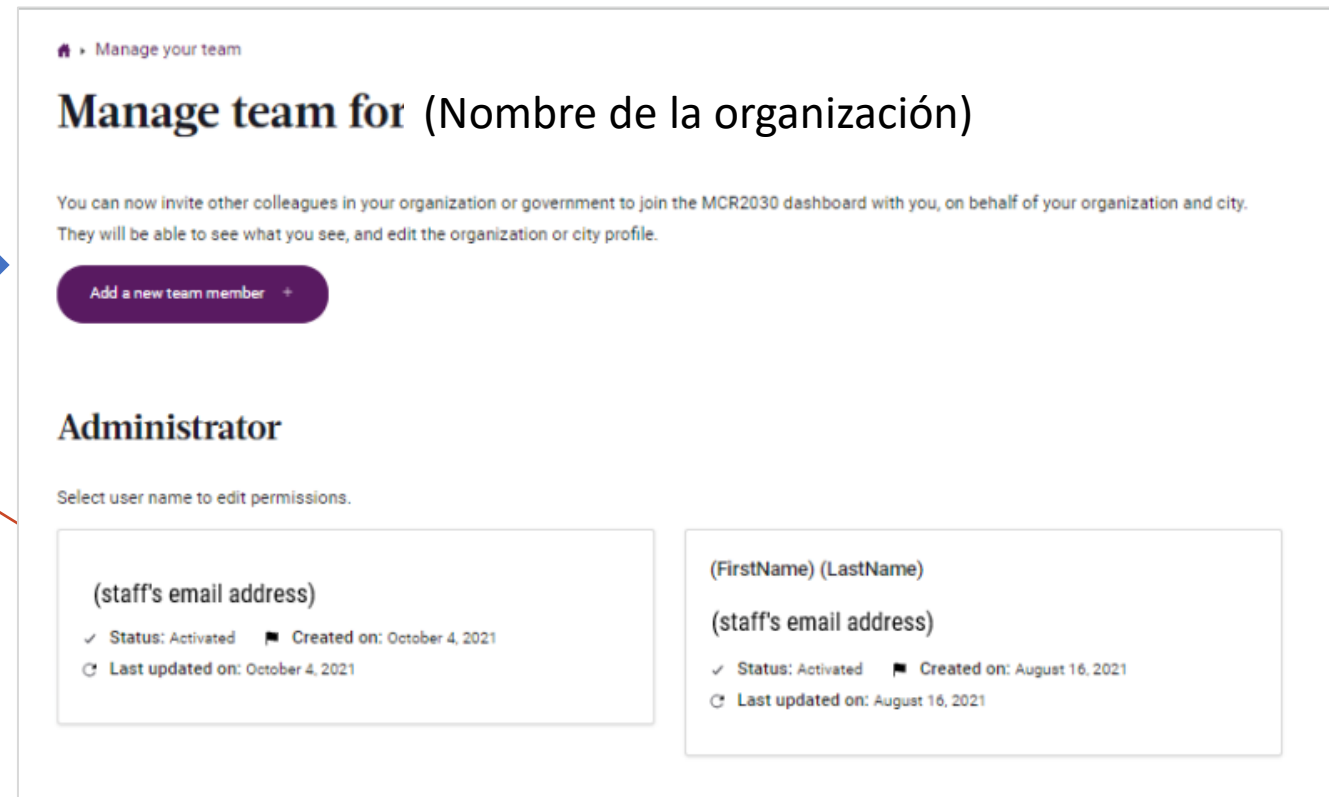 Manage your team
Manage team for (Nombre de la organización)
You can now invite other colleagues in your organization or government to join the MCR2030 dashboard with you, on behalf of your organization and city.
They will be able to see what you see, and edit the organization or city profile.
Add a new team member +
Administrator
Select user name to edit permissions.
(staff's email address)
Status: Activated Created on: October 4, 2021
Last updated on: October 4, 2021
(FirstName) (LastName)
(staff's email address)
Status: Activated Created on: August 16, 2021
Last updated on: August 16, 2021